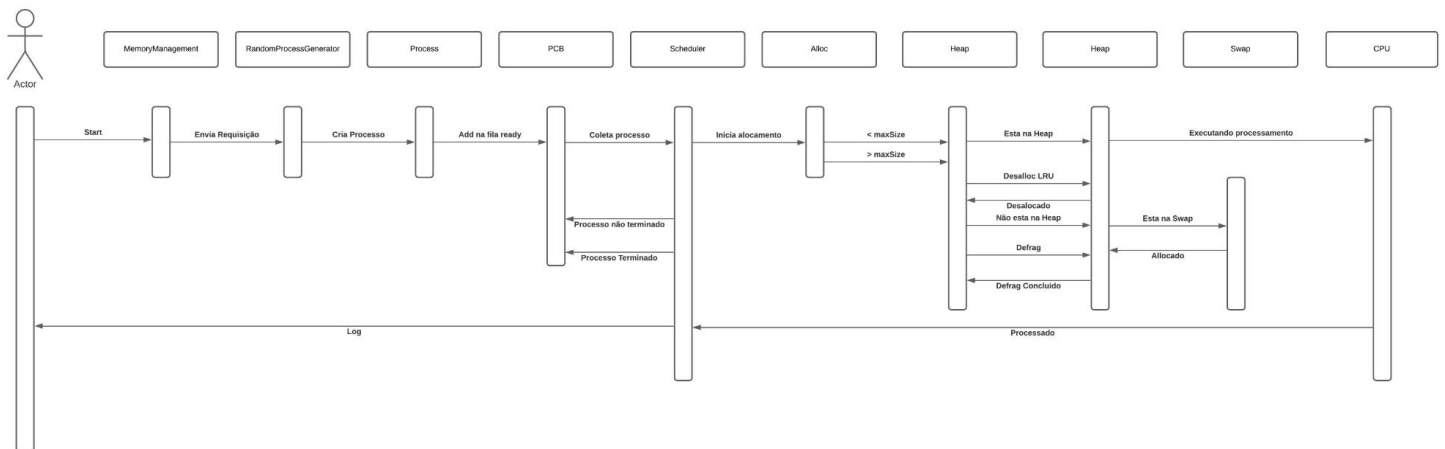 Actor
MemoryManagement
RandomProcessGenerator
Process
PCB
Scheduler
Alloc
Heap
Heap
Swap
CPU
Start
Envia Requisição
Cria Processo
Add na fila ready
Coleta processo
Inicia alocamento
< maxSize
Esta na Heap
Executando processamento
> maxSize
Desalloc LRU
Desalocado
Processo não terminado
Não esta na Heap
Esta na Swap
Processo Terminado
Defrag
Allocado
Defrag Concluido
Log
Processado